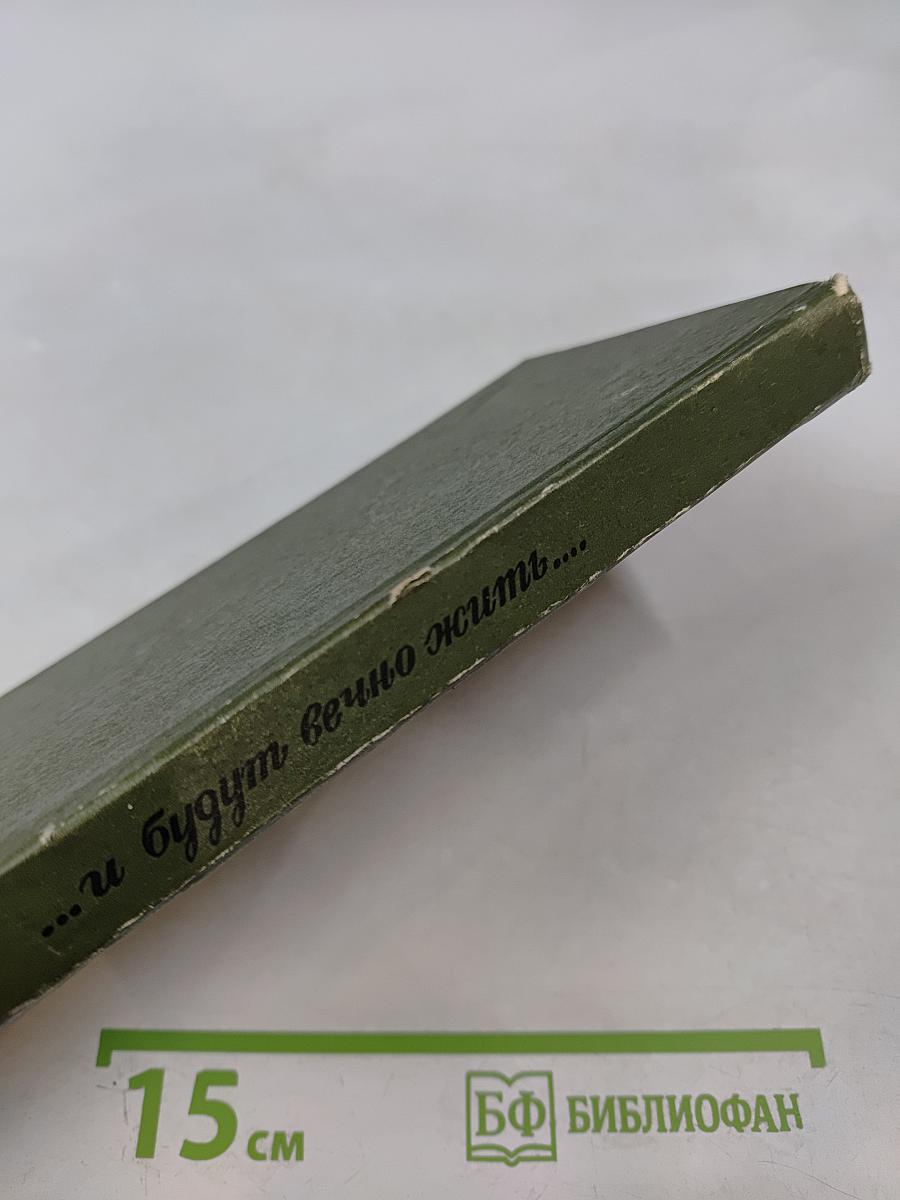 ...и будут вечно жить....
15 см
БФ БИБЛИОФАН